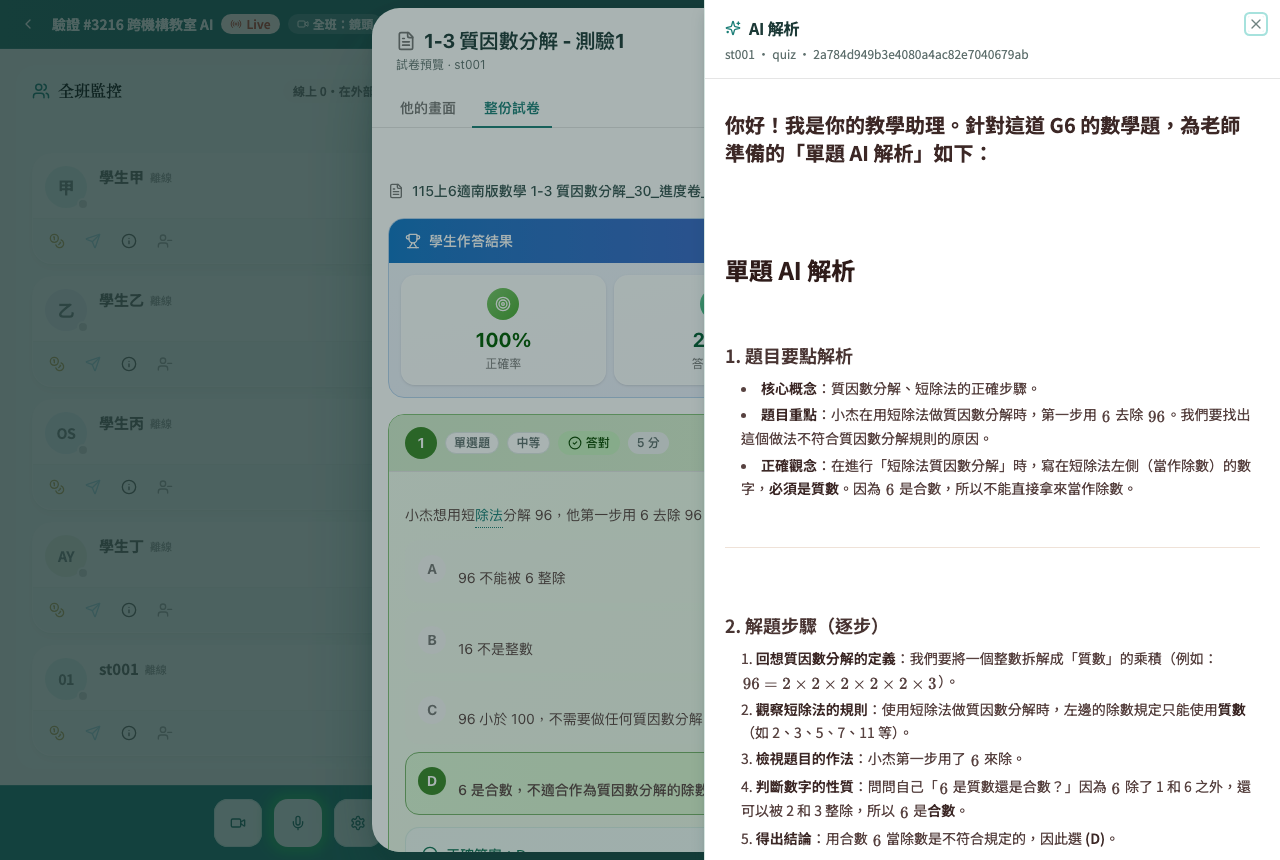 驗證 #3216 跨機構教室 AI
Live
全班：鏡頭
全班監控
線上 0・在外部
甲
學生甲 離線
乙
學生乙 離線
OS
學生丙 離線
AY
學生丁 離線
01
st001 離線
1-3 質因數分解 - 測驗1
試卷預覽 · st001
他的畫面
整份試卷
115上6適南版數學 1-3 質因數分解_30_進度卷_
學生作答結果
100%
正確率
2
答
1
單選題
中等
答對
5 分
小杰想用短除法分解 96，他第一步用 6 去除 96
A
96 不能被 6 整除
B
16 不是整數
C
96 小於 100，不需要做任何質因數分解
D
6 是合數，不適合作為質因數分解的除數
AI 解析
st001 • quiz • 2a784d949b3e4080a4ac82e7040679ab
你好！我是你的教學助理。針對這道 G6 的數學題，為老師
準備的「單題 AI 解析」如下：
單題 AI 解析
1. 題目要點解析
• 核心概念：質因數分解、短除法的正確步驟。
• 題目重點：小杰在用短除法做質因數分解時，第一步用 6 去除 96。我們要找出
這個做法不符合質因數分解規則的原因。
• 正確觀念：在進行「短除法質因數分解」時，寫在短除法左側（當作除數）的數
字，必須是質數。因為 6 是合數，所以不能直接拿來當作除數。
2. 解題步驟（逐步）
1. 回想質因數分解的定義：我們要將一個整數拆解成「質數」的乘積（例如：
96 = 2 × 2 × 2 × 2 × 2 × 3）。
2. 觀察短除法的規則：使用短除法做質因數分解時，左邊的除數規定只能使用質數
（如 2、3、5、7、11 等）。
3. 檢視題目的作法：小杰第一步用了 6 來除。
4. 判斷數字的性質：問問自己「6 是質數還是合數？」因為 6 除了 1 和 6 之外，還
可以被 2 和 3 整除，所以 6 是合數。
5. 得出結論：用合數 6 當除數是不符合規定的，因此選 (D)。